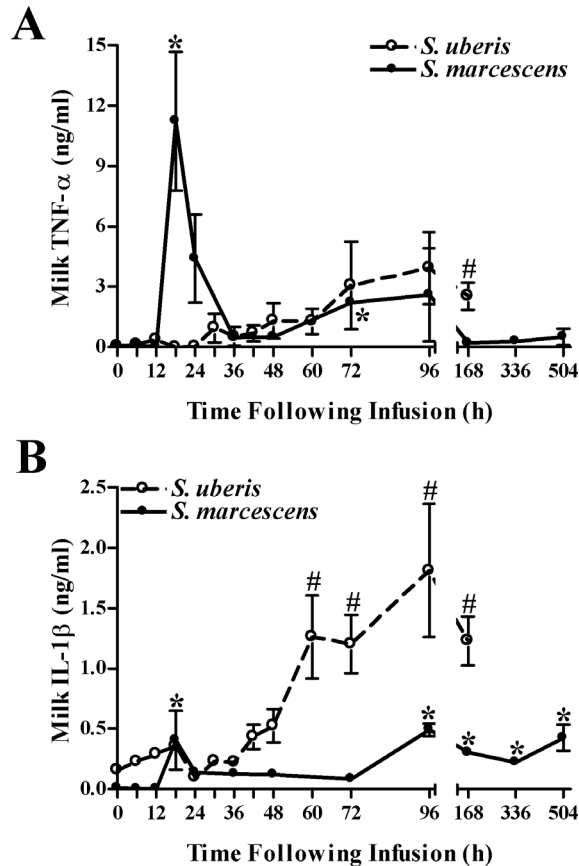 A
S. uberis
S. marcescens
Milk TNF-α (ng/ml)
15
12
9
6
3
0
*
*
#
0 12 24 36 48 60 72 96 168 336 504
Time Following Infusion (h)
B
S. uberis
S. marcescens
Milk IL-1β (ng/ml)
2.5
2.0
1.5
1.0
0.5
0.0
*
#
#
#
#
*
*
*
*
0 12 24 36 48 60 72 96 168 336 504
Time Following Infusion (h)